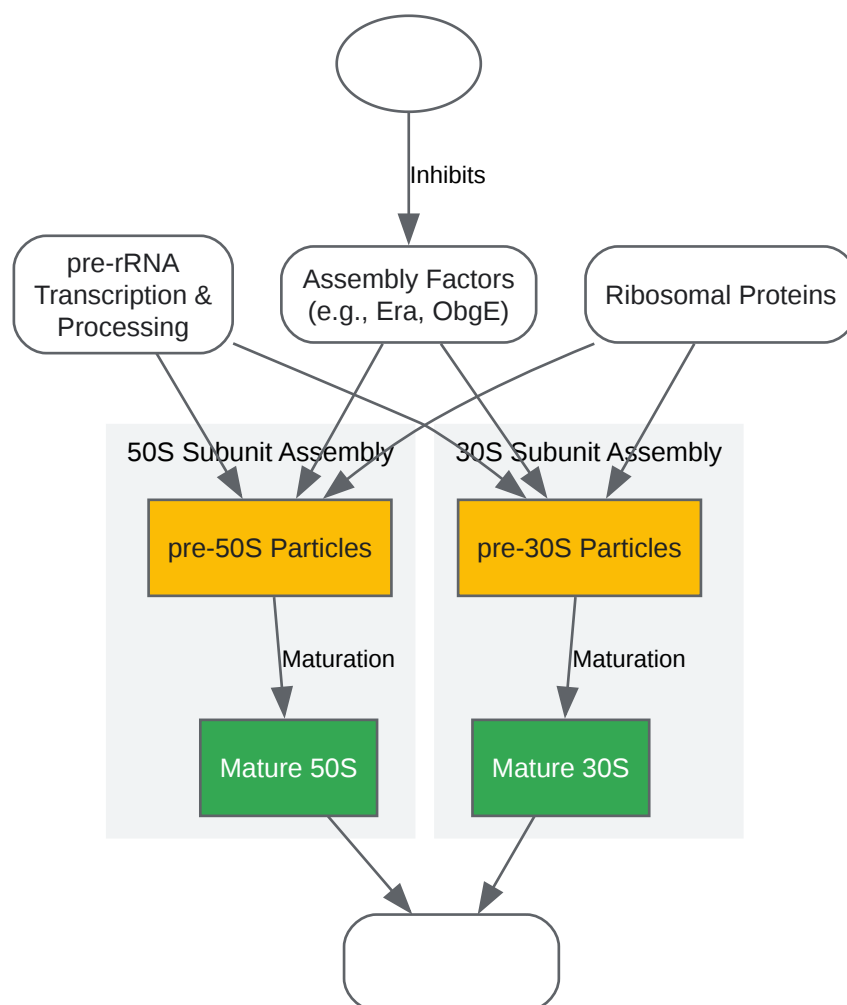 Inhibits
pre-rRNA
Transcription &
Processing
Assembly Factors
(e.g., Era, ObgE)
Ribosomal Proteins
50S Subunit Assembly
30S Subunit Assembly
pre-50S Particles
pre-30S Particles
Maturation
Maturation
Mature 50S
Mature 30S